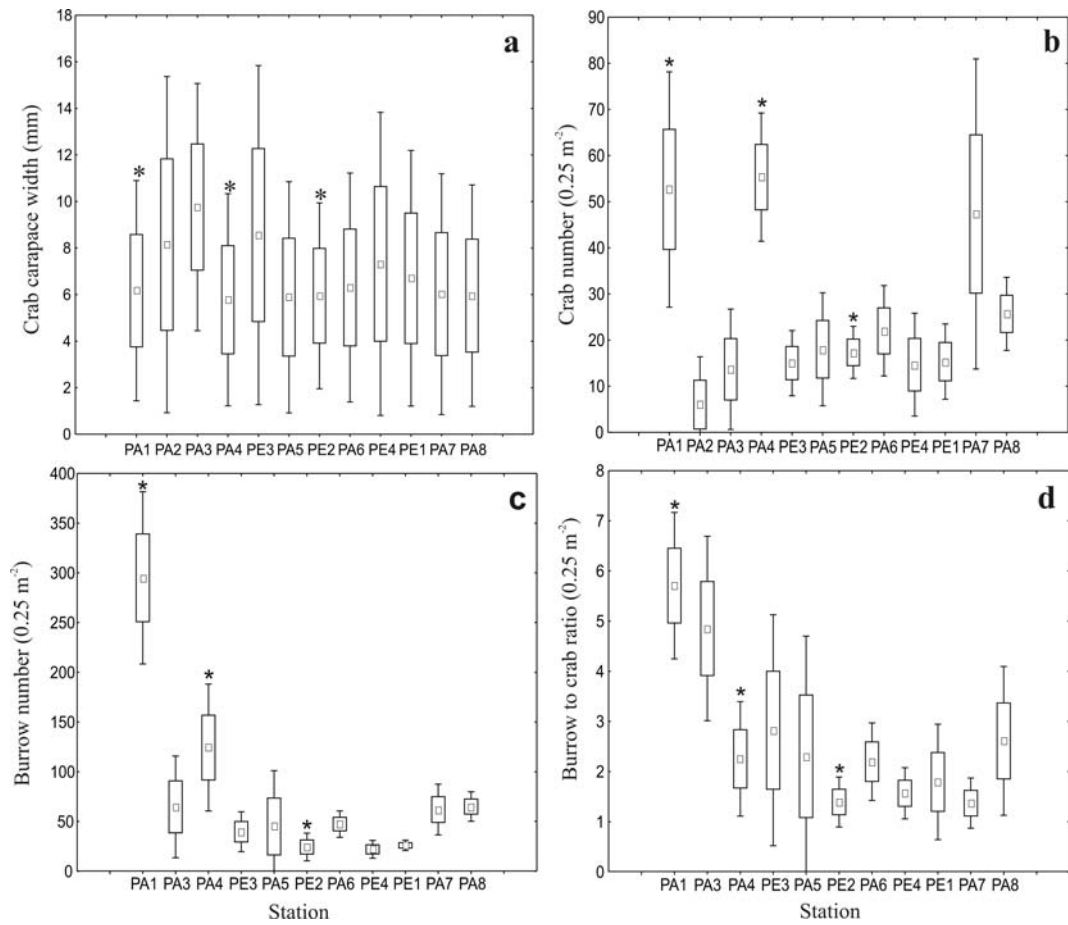 a
Crab carapace width (mm)
18
16
14
12
10
8
6
4
2
0
* * *
PA1 PA2 PA3 PA4 PE3 PA5 PE2 PA6 PE4 PE1 PA7 PA8
b
Crab number (0.25 m-2)
90
80
70
60
50
40
30
20
10
0
* * *
PA1 PA2 PA3 PA4 PE3 PA5 PE2 PA6 PE4 PE1 PA7 PA8
c
Burrow number (0.25 m-2)
400
350
300
250
200
150
100
50
0
* * *
PA1 PA3 PA4 PE3 PA5 PE2 PA6 PE4 PE1 PA7 PA8
Station
d
Burrow to crab ratio (0.25 m-2)
8
7
6
5
4
3
2
1
0
* * *
PA1 PA3 PA4 PE3 PA5 PE2 PA6 PE4 PE1 PA7 PA8
Station